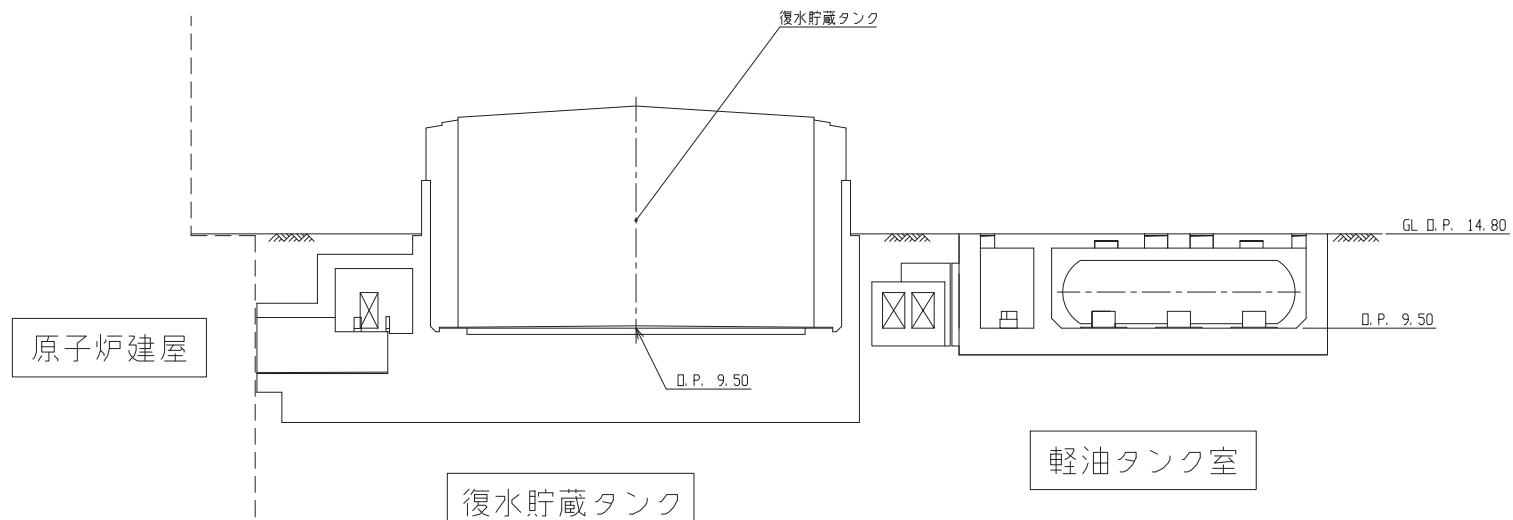 復水貯蔵タンク
GL O.P. 14.80
O.P. 9.50
原子炉建屋
O.P. 9.50
軽油タンク室
復水貯蔵タンク